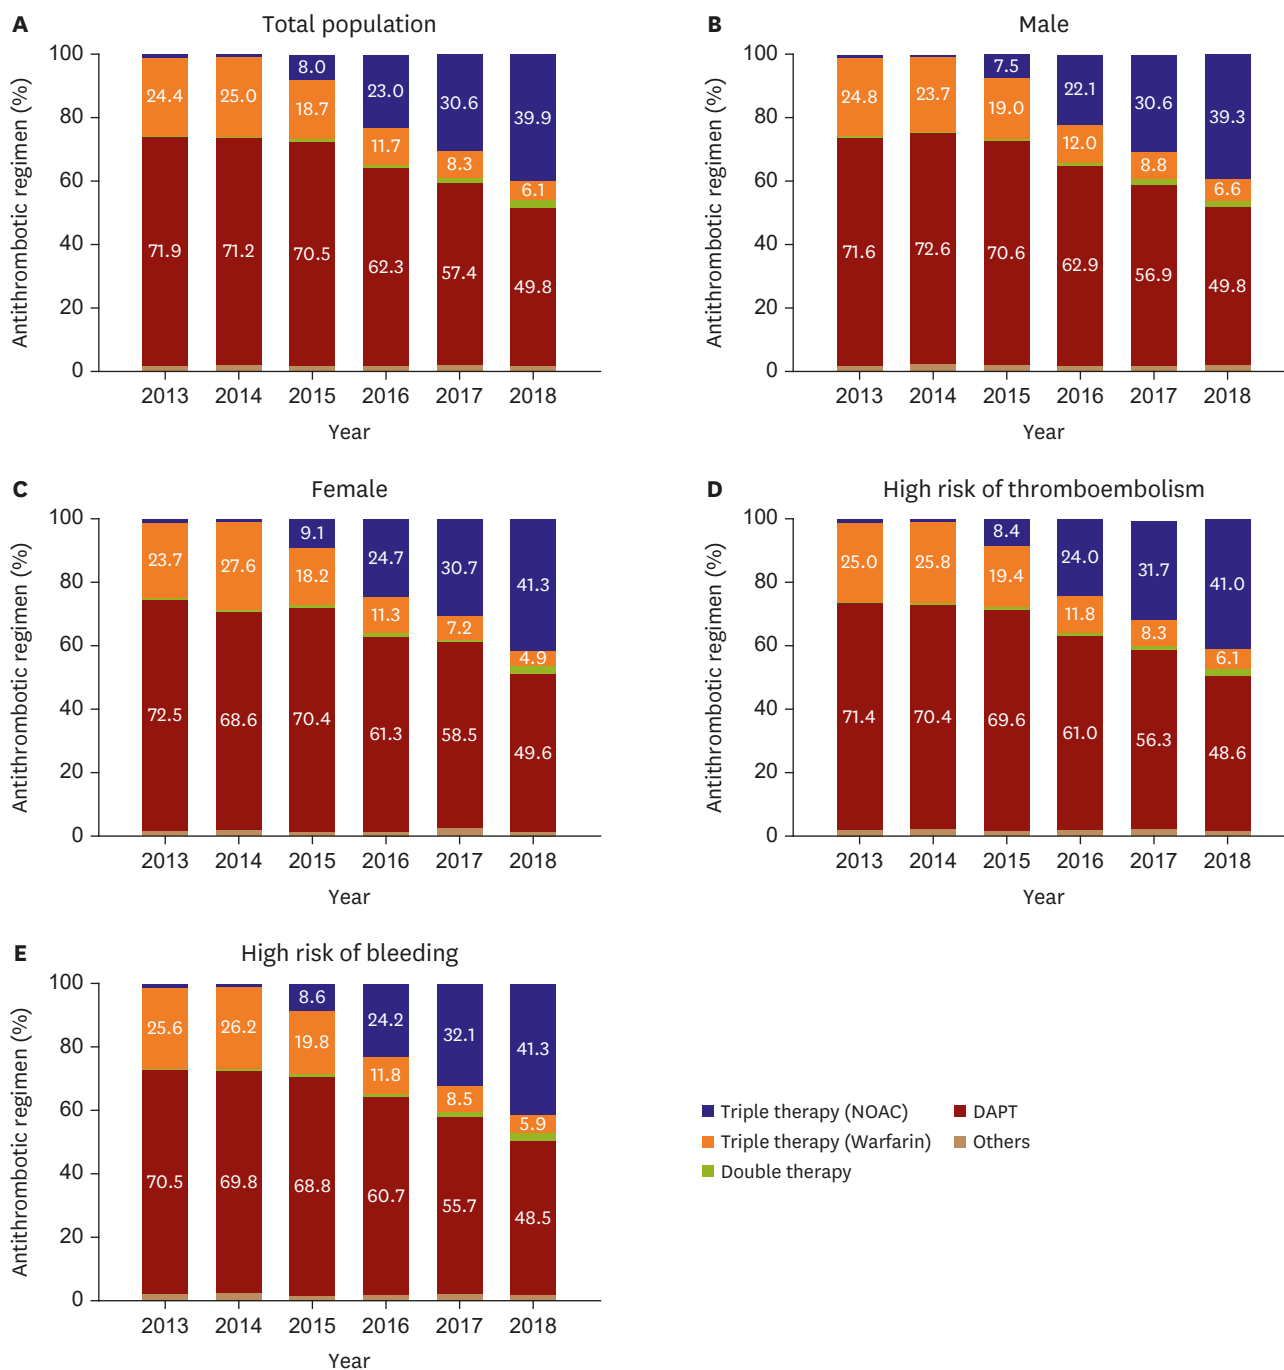 A Total population
Antithrombotic regimen (%)
100
80
60
40
20
0
24.4 25.0 8.0 23.0 30.6 39.9
18.7 11.7 8.3 6.1
71.9 71.2 70.5 62.3 57.4 49.8
2013 2014 2015 2016 2017 2018
Year
B Male
Antithrombotic regimen (%)
100
80
60
40
20
0
24.8 23.7 7.5 22.1 30.6 39.3
19.0 12.0 8.8 6.6
71.6 72.6 70.6 62.9 56.9 49.8
2013 2014 2015 2016 2017 2018
Year
C Female
Antithrombotic regimen (%)
100
80
60
40
20
0
23.7 27.6 9.1 24.7 30.7 41.3
18.2 11.3 7.2 4.9
72.5 68.6 70.4 61.3 58.5 49.6
2013 2014 2015 2016 2017 2018
Year
D High risk of thromboembolism
Antithrombotic regimen (%)
100
80
60
40
20
0
25.0 25.8 8.4 24.0 31.7 41.0
19.4 11.8 8.3 6.1
71.4 70.4 69.6 61.0 56.3 48.6
2013 2014 2015 2016 2017 2018
Year
E High risk of bleeding
Antithrombotic regimen (%)
100
80
60
40
20
0
25.6 26.2 8.6 24.2 32.1 41.3
19.8 11.8 8.5 5.9
70.5 69.8 68.8 60.7 55.7 48.5
2013 2014 2015 2016 2017 2018
Year
Triple therapy (NOAC) DAPT
Triple therapy (Warfarin) Others
Double therapy